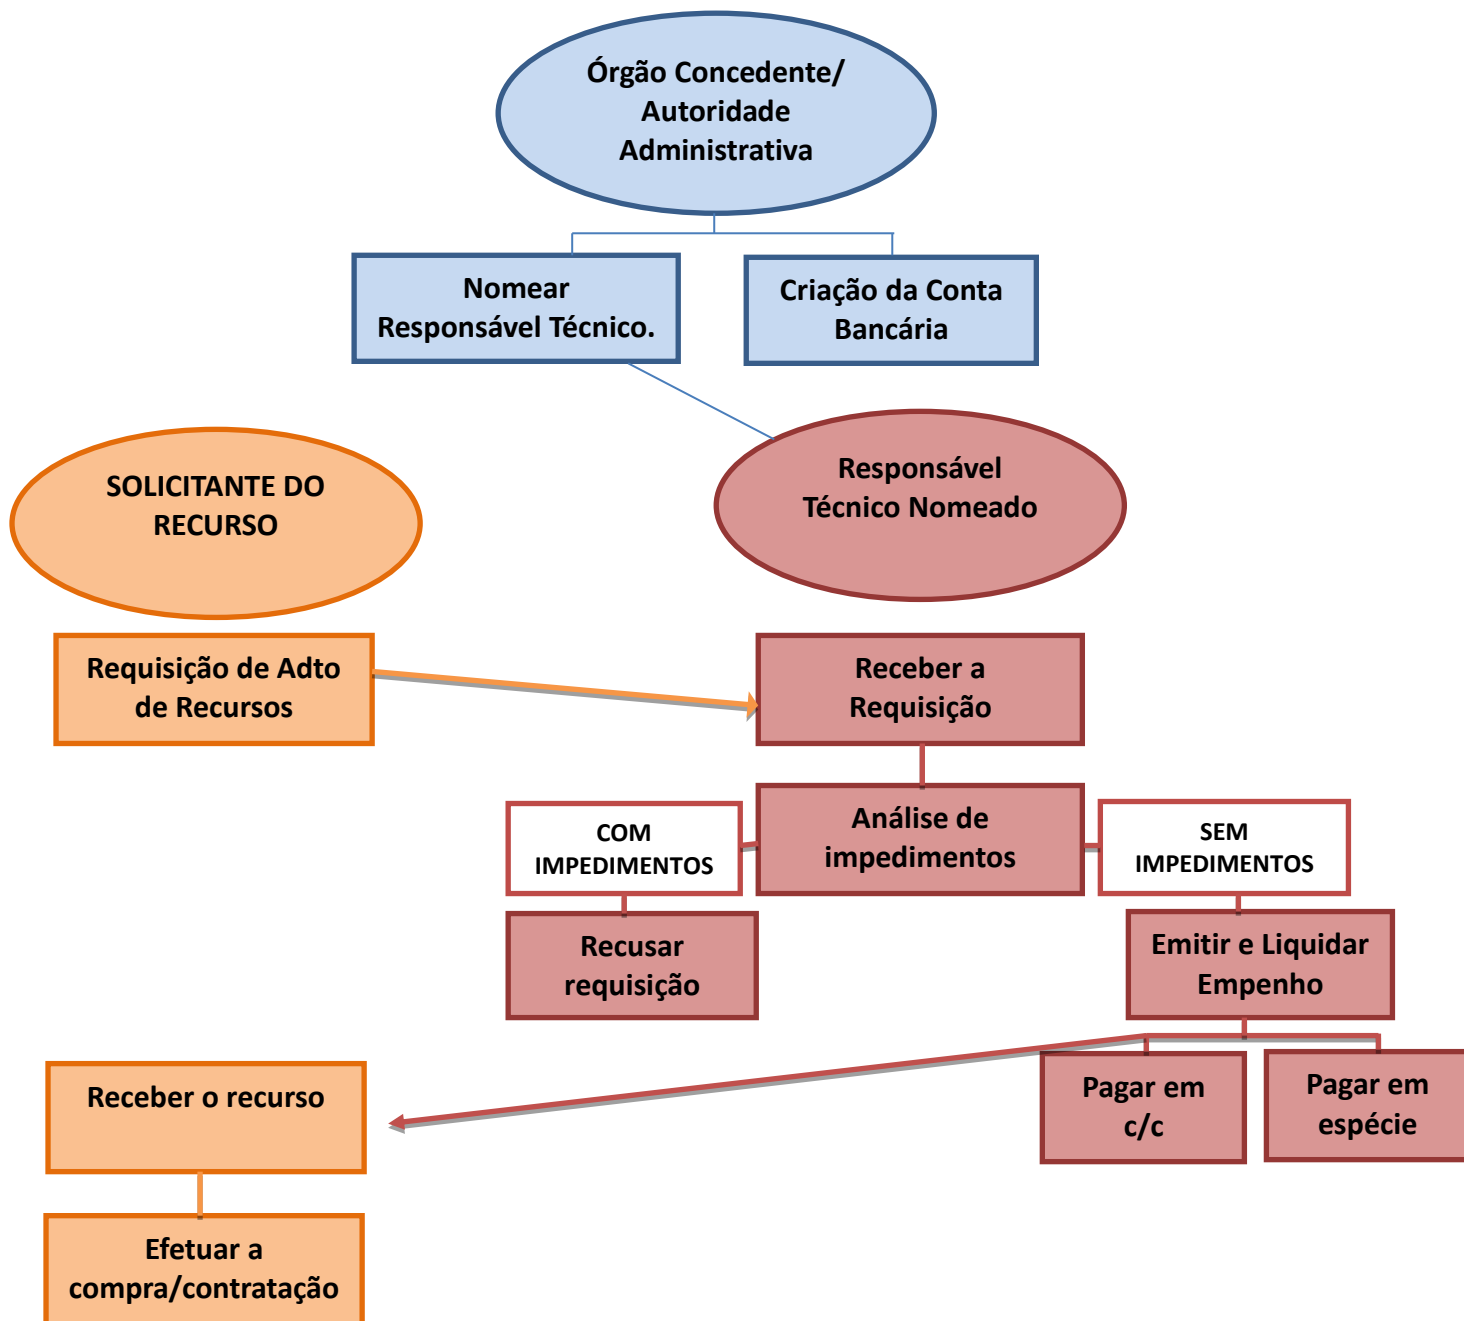 Órgão Concedente/
Autoridade
Administrativa
Nomear
Responsável Técnico.
Criação da Conta
Bancária
SOLICITANTE DO
RECURSO
Responsável
Técnico Nomeado
Requisição de Adto
de Recursos
Receber a
Requisição
COM
IMPEDIMENTOS
Análise de
impedimentos
SEM
IMPEDIMENTOS
Recusar
requisição
Emitir e Liquidar
Empenho
Receber o recurso
Pagar em
c/c
Pagar em
espécie
Efetuar a
compra/contratação